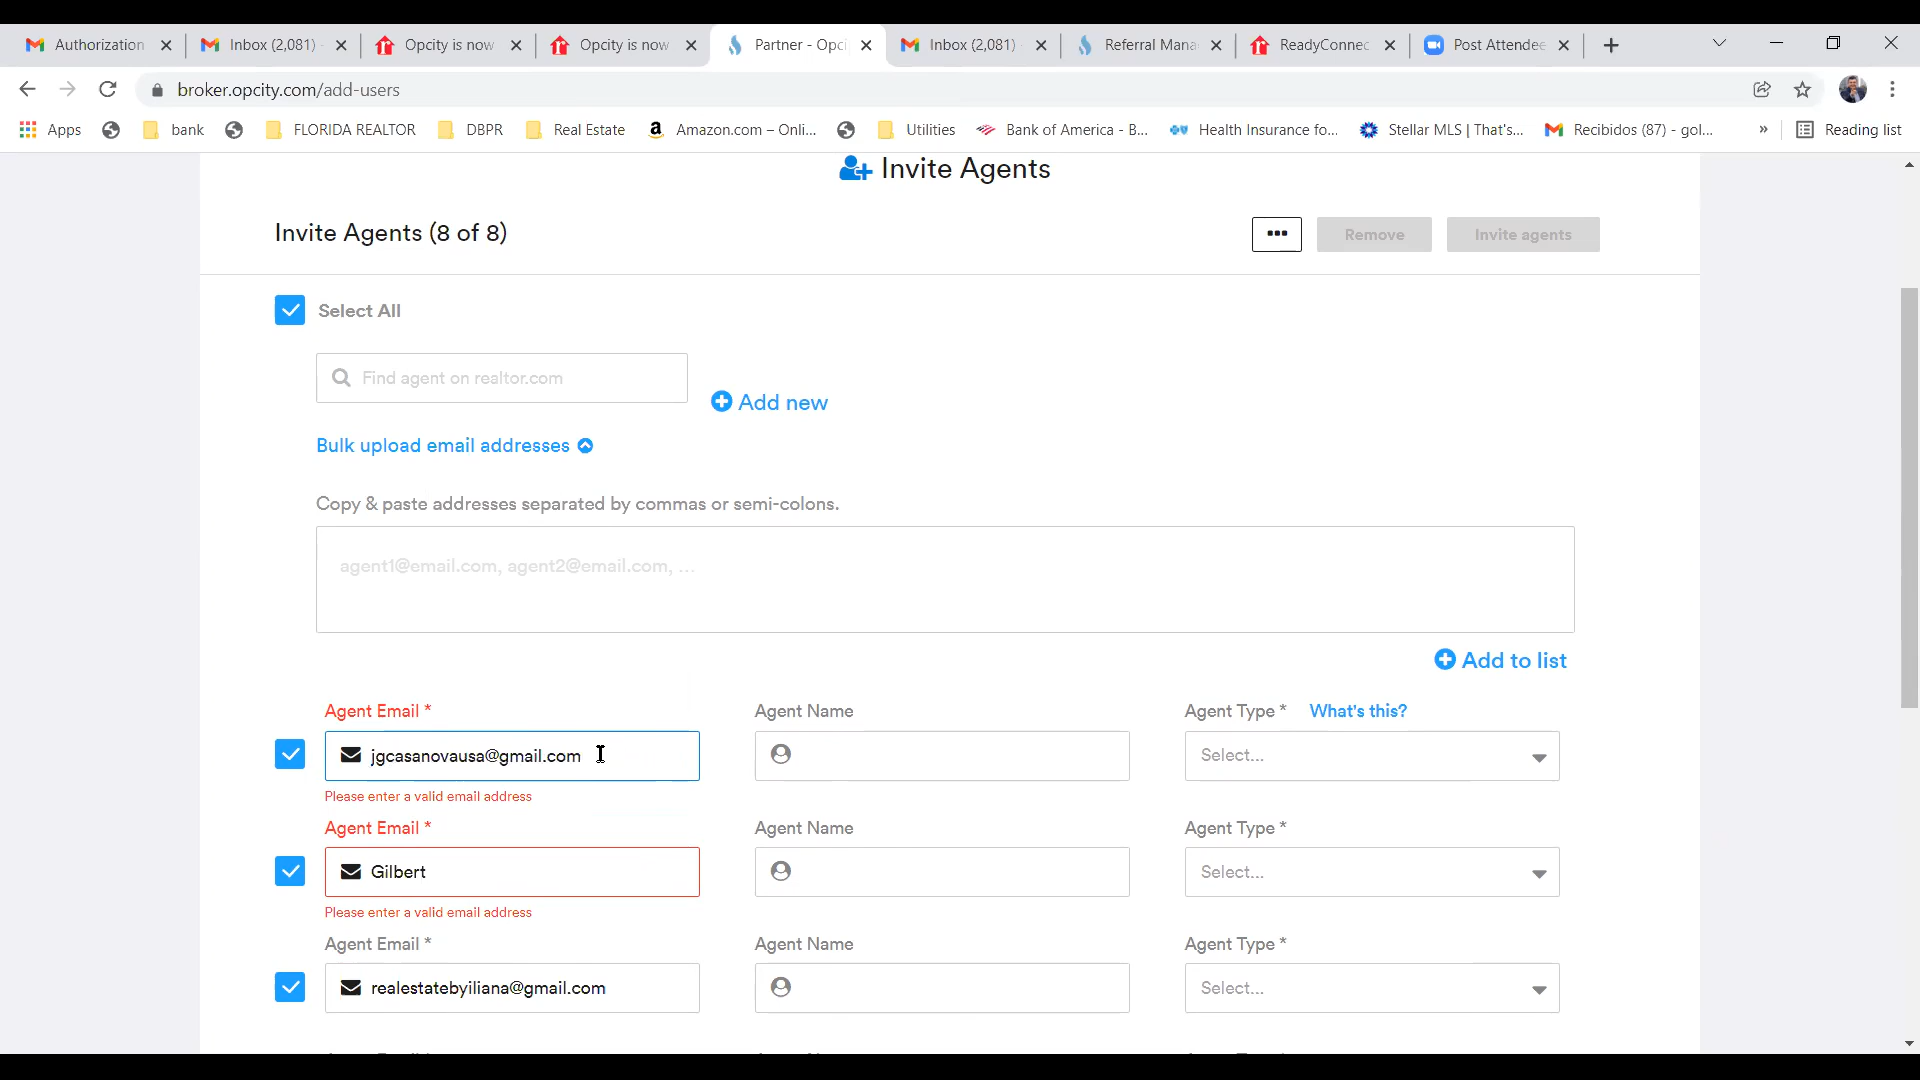 Authorization
Inbox (2,081)
Opcity is now
Opcity is now
Partner - Opci
Inbox (2,081)
Referral Mana
ReadyConnec
Post Attendee
broker.opcity.com/add-users
Apps
bank
FLORIDA REALTOR
DBPR
Real Estate
Amazon.com – Onli...
Utilities
Bank of America - B...
Health Insurance fo...
Stellar MLS | That's...
Recibidos (87) - gol...
»
Reading list
Invite Agents
Invite Agents (8 of 8)
Remove
Invite agents
Select All
Find agent on realtor.com
Add new
Bulk upload email addresses
Copy & paste addresses separated by commas or semi-colons.
agent1@email.com, agent2@email.com, ...
Add to list
Agent Email *
Agent Name
Agent Type *
What's this?
jgcasanovausa@gmail.com
Select...
Please enter a valid email address
Agent Email *
Agent Name
Agent Type *
Gilbert
Select...
Please enter a valid email address
Agent Email *
Agent Name
Agent Type *
realestatebyiliana@gmail.com
Select...